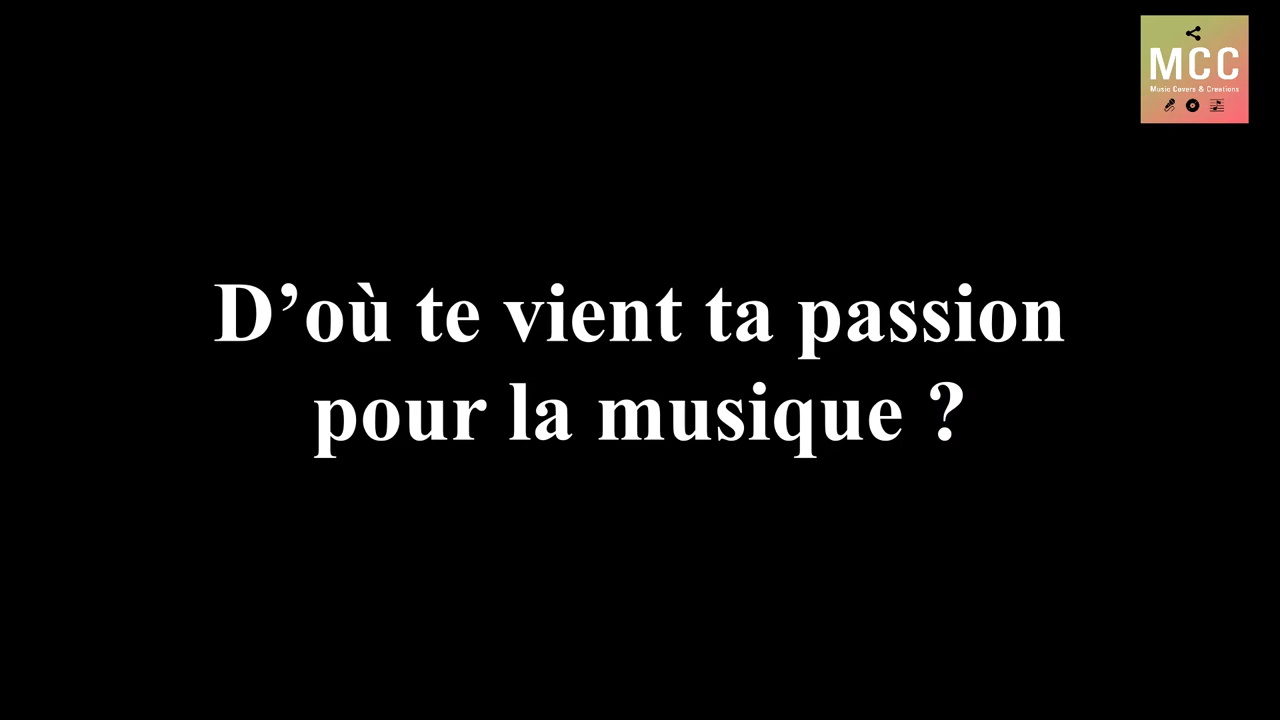 MCC
Music Covers & Creations
D’où te vient ta passion
pour la musique ?